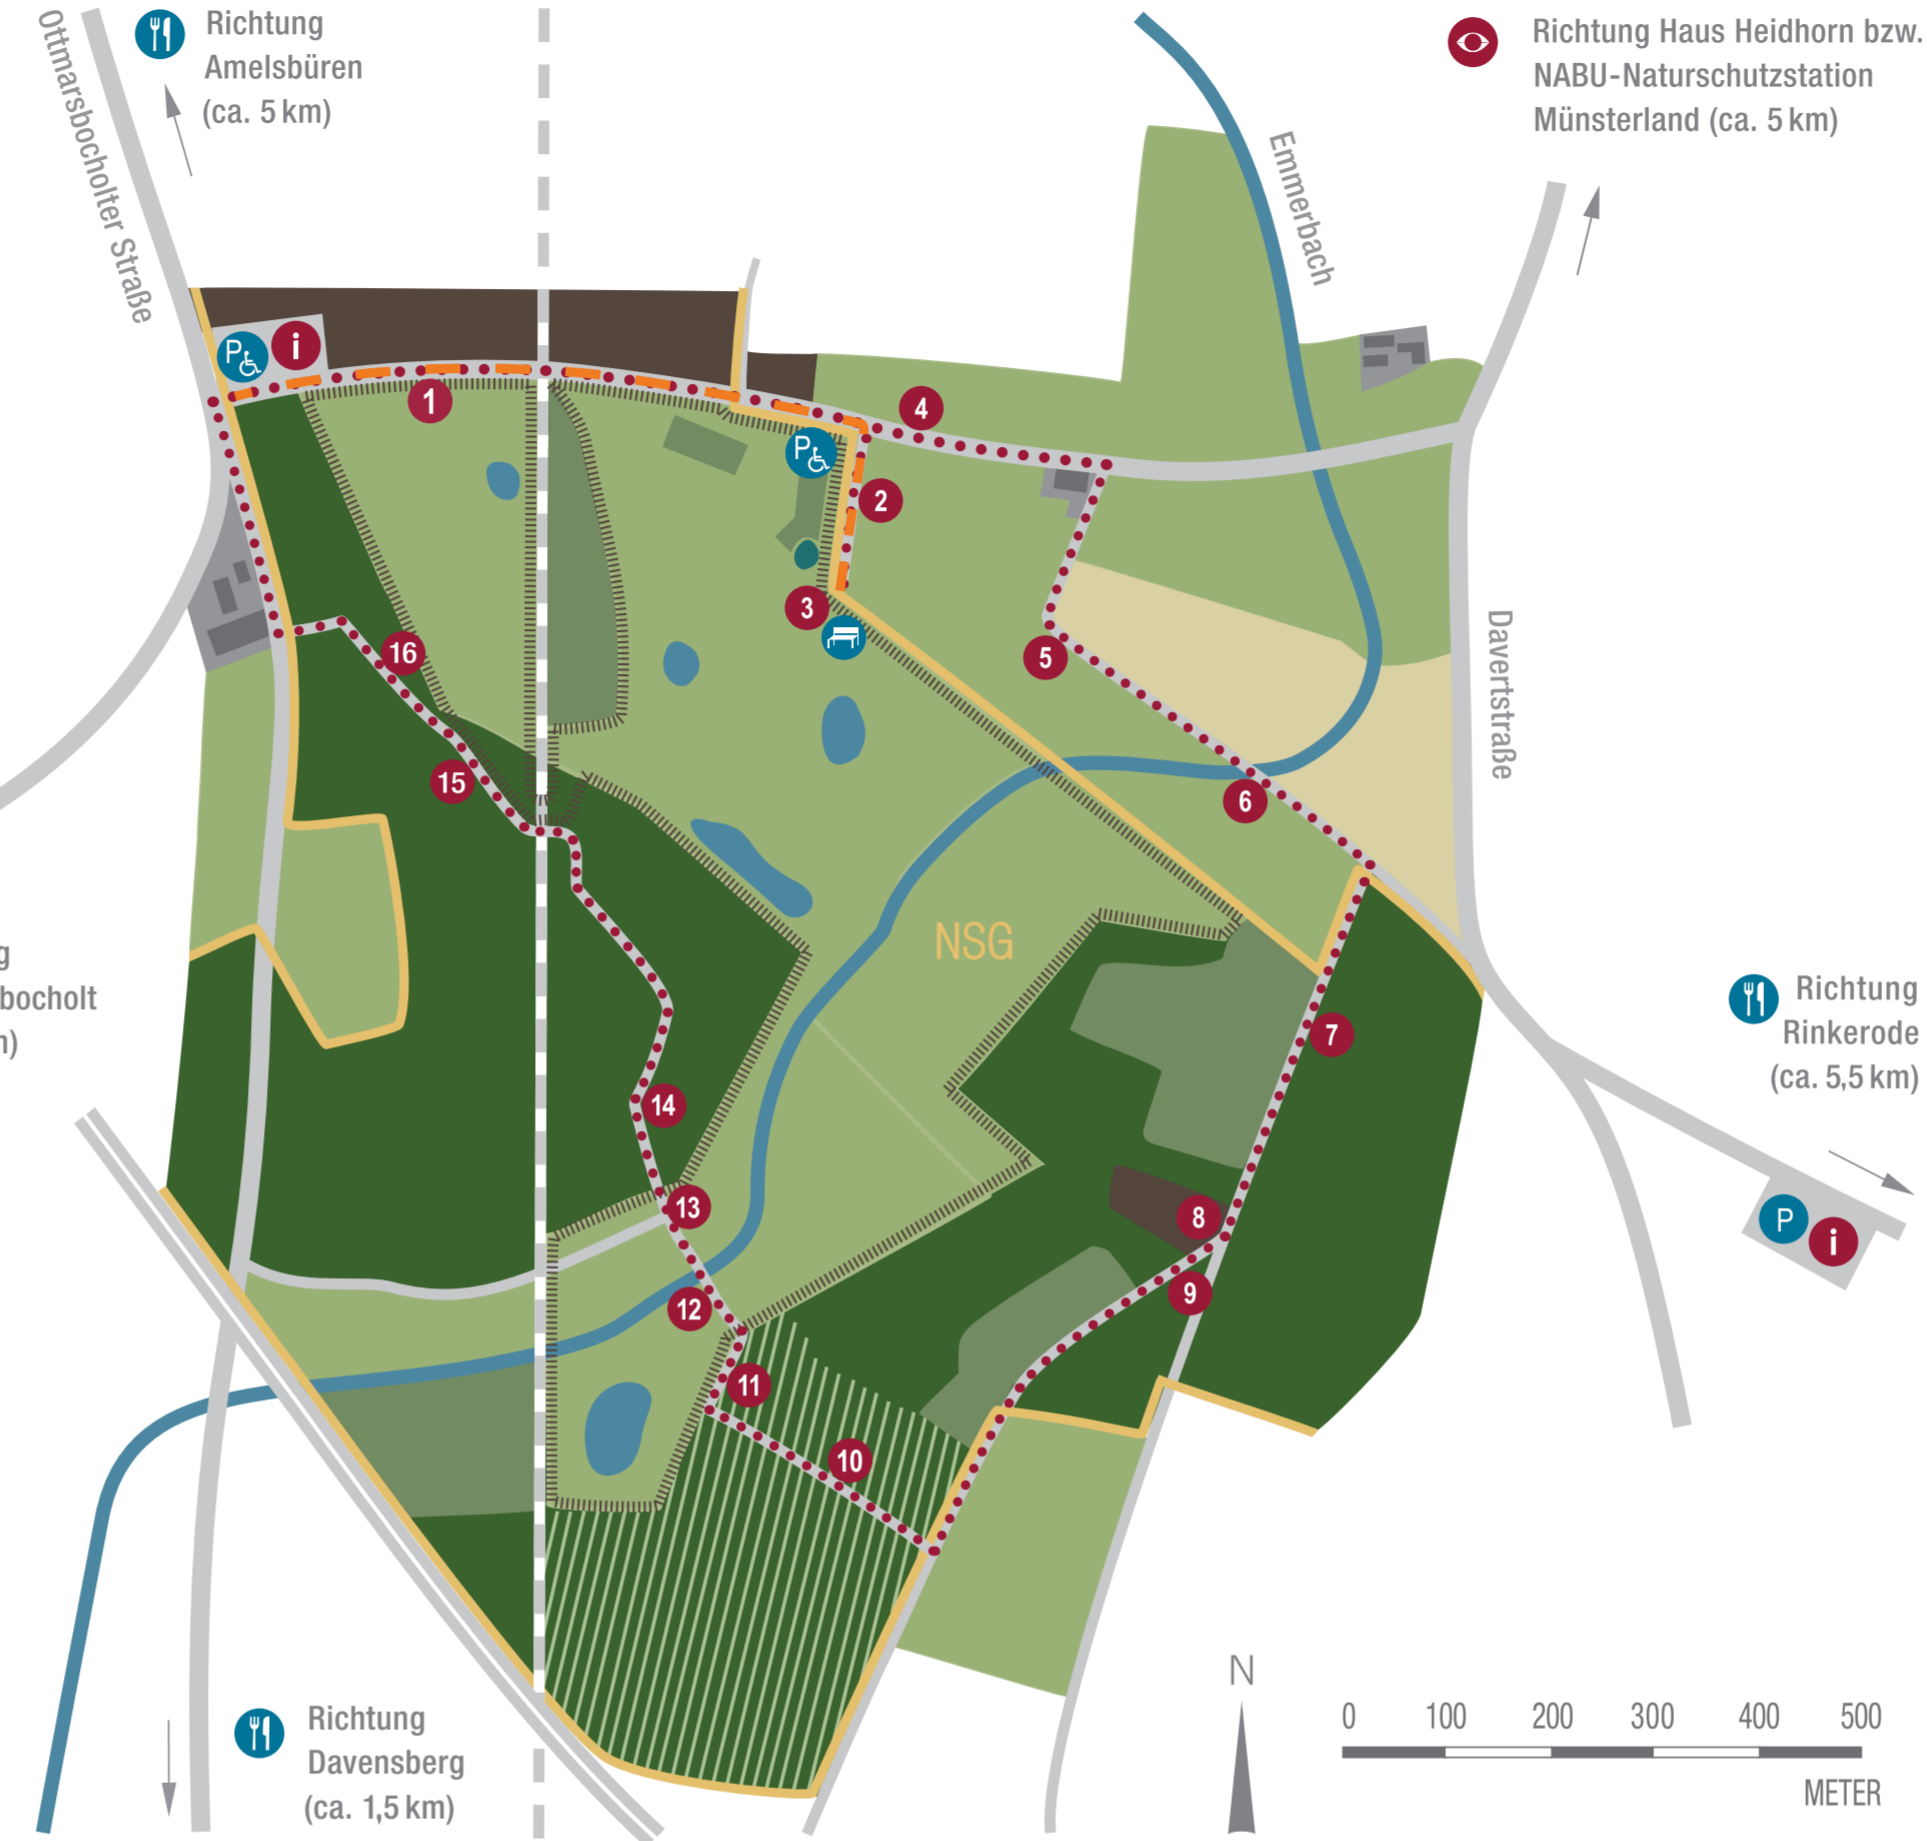 Ottmarsbocholter Straße
Richtung
Amelsbüren
(ca. 5 km)
Richtung Haus Heidhorn bzw.
NABU-Naturschutzstation
Münsterland (ca. 5 km)
Emmerbach
P
i
1
4
P
2
3
5
16
15
6
Davertstraße
NSG
g
bocholt
n)
7
Richtung
Rinkerode
(ca. 5,5 km)
14
13
8
P
i
12
9
11
10
Richtung
Davensberg
(ca. 1,5 km)
N
0 100 200 300 400 500
METER